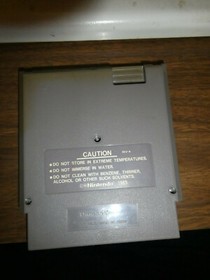 CAUTION
• DO NOT STORE IN EXTREME TEMPERATURES.
• DO NOT IMMERSE IN WATER.
• DO NOT CLEAN WITH BENZENE, THINNER,
ALCOHOL OR OTHER SUCH SOLVENTS.
Nintendo